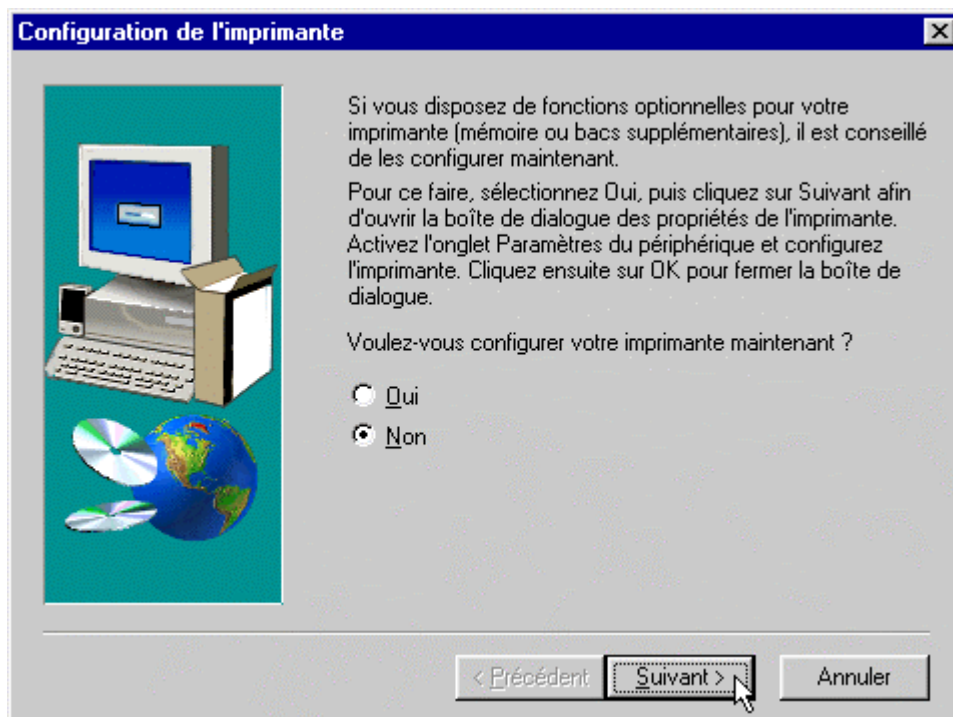 Configuration de l'imprimante
Si vous disposez de fonctions optionnelles pour votre
imprimante (mémoire ou bacs supplémentaires), il est conseillé
de les configurer maintenant.
Pour ce faire, sélectionnez Oui, puis cliquez sur Suivant afin
d'ouvrir la boîte de dialogue des propriétés de l'imprimante.
Activez l'onglet Paramètres du périphérique et configurez
l'imprimante. Cliquez ensuite sur OK pour fermer la boîte de
dialogue.
Voulez-vous configurer votre imprimante maintenant ?
Oui
Non
< Précédent
Suivant >
Annuler